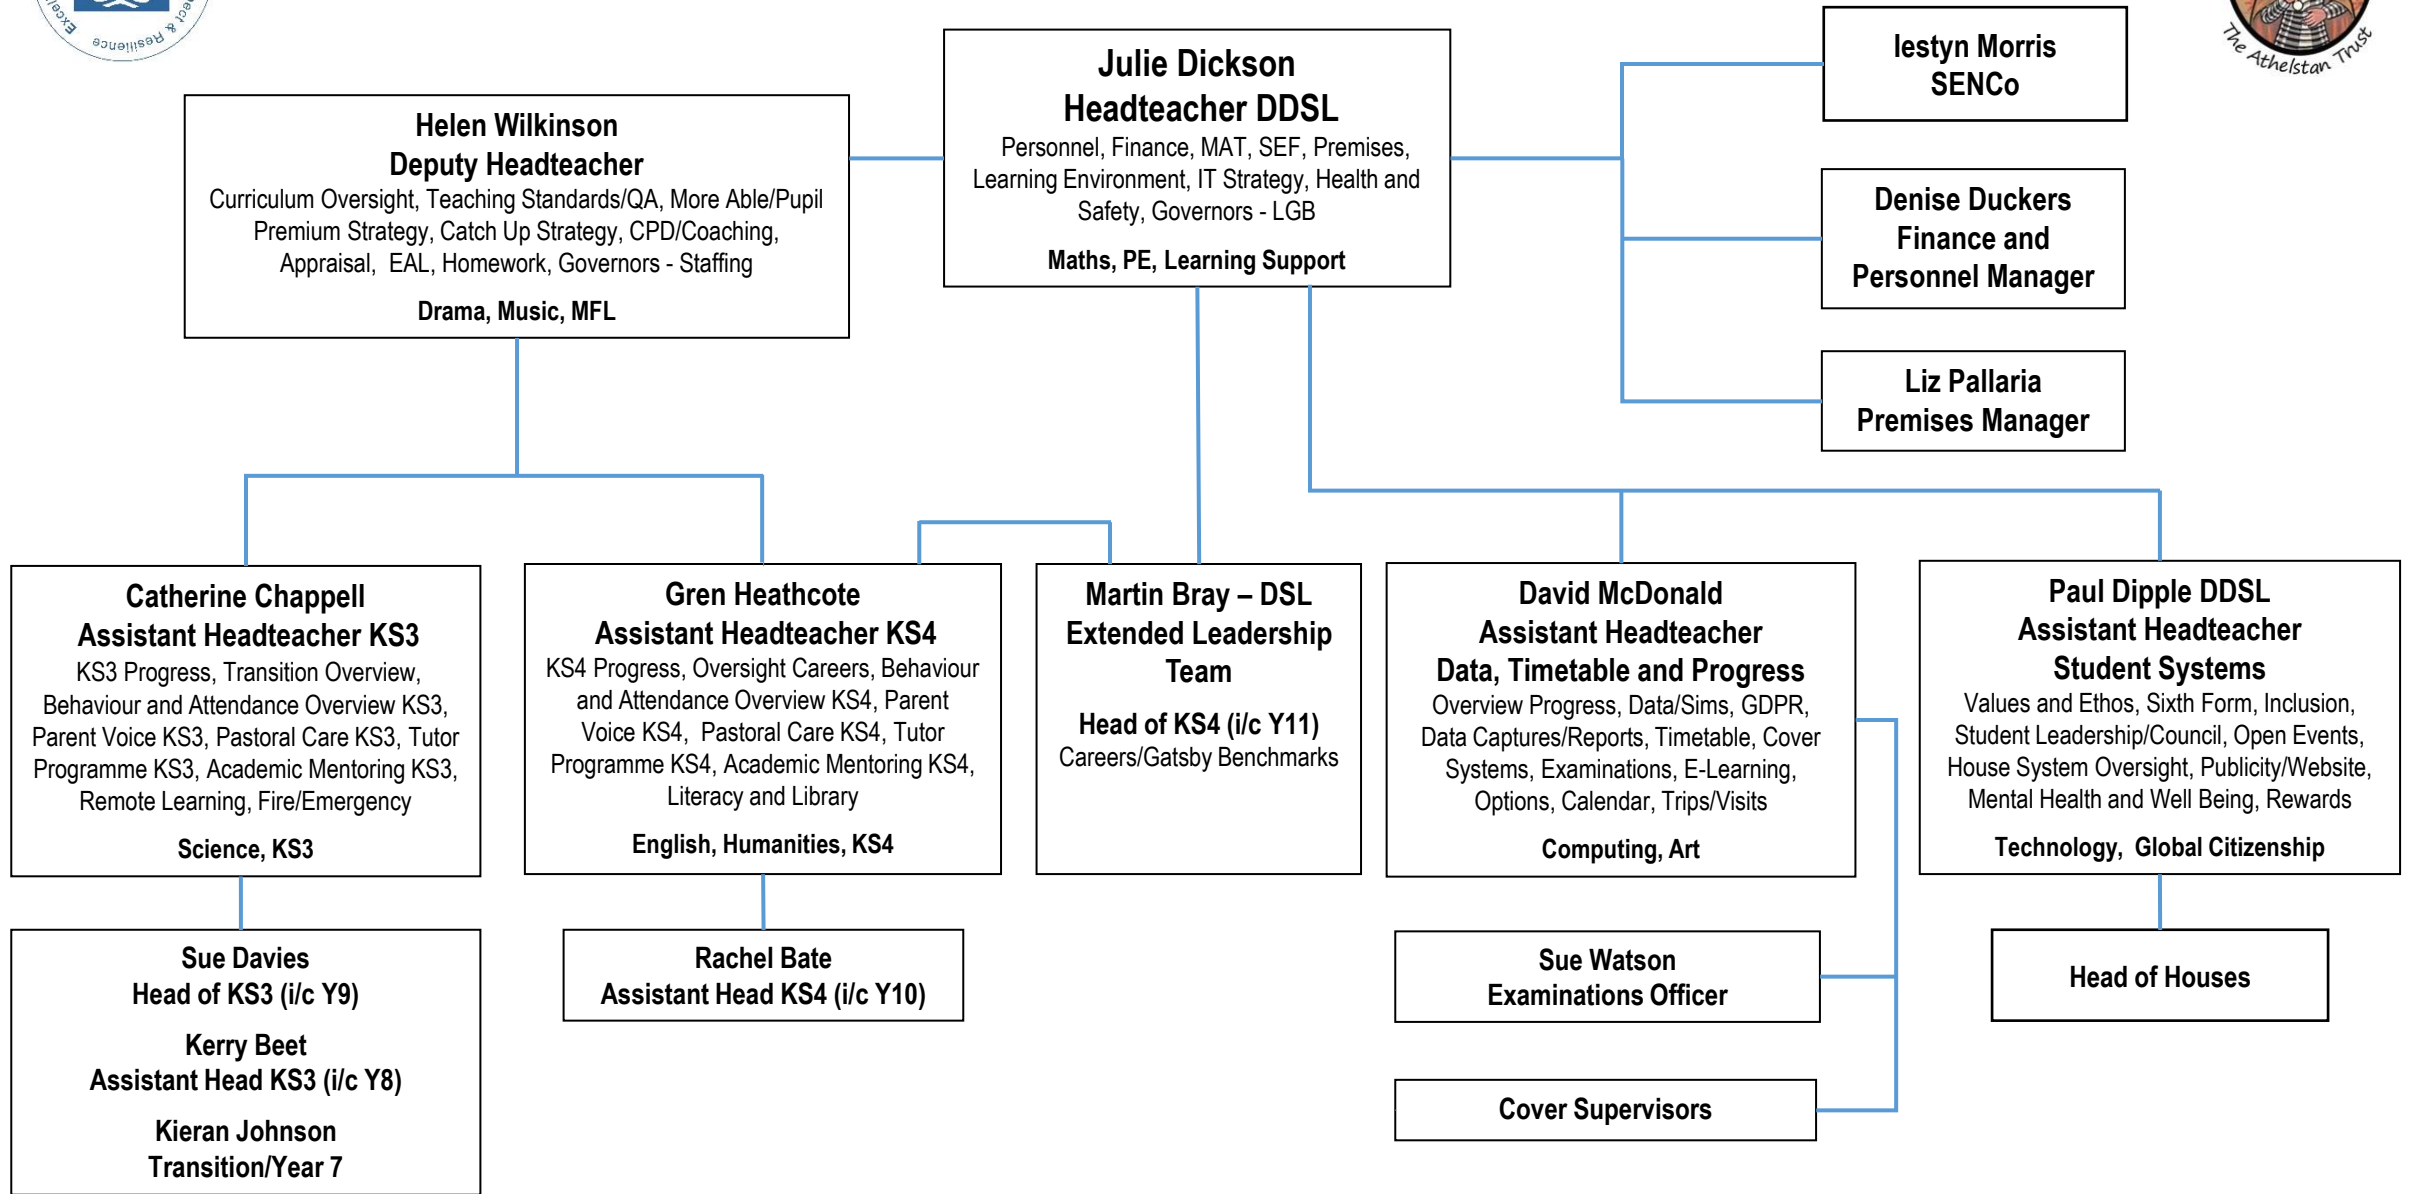 Excel
pect & Resilience
The Athelstan Trust
Julie Dickson
Headteacher DDSL
Personnel, Finance, MAT, SEF, Premises,
Learning Environment, IT Strategy, Health and
Safety, Governors - LGB
Maths, PE, Learning Support
Helen Wilkinson
Deputy Headteacher
Curriculum Oversight, Teaching Standards/QA, More Able/Pupil
Premium Strategy, Catch Up Strategy, CPD/Coaching,
Appraisal,  EAL, Homework, Governors - Staffing
Drama, Music, MFL
Iestyn Morris
SENCo
Denise Duckers
Finance and
Personnel Manager
Liz Pallaria
Premises Manager
Catherine Chappell
Assistant Headteacher KS3
KS3 Progress, Transition Overview,
Behaviour and Attendance Overview KS3,
Parent Voice KS3, Pastoral Care KS3, Tutor
Programme KS3, Academic Mentoring KS3,
Remote Learning, Fire/Emergency
Science, KS3
Gren Heathcote
Assistant Headteacher KS4
KS4 Progress, Oversight Careers, Behaviour
and Attendance Overview KS4, Parent
Voice KS4,  Pastoral Care KS4, Tutor
Programme KS4, Academic Mentoring KS4,
Literacy and Library
English, Humanities, KS4
Martin Bray – DSL
Extended Leadership
Team
Head of KS4 (i/c Y11)
Careers/Gatsby Benchmarks
David McDonald
Assistant Headteacher
Data, Timetable and Progress
Overview Progress, Data/Sims, GDPR,
Data Captures/Reports, Timetable, Cover
Systems, Examinations, E-Learning,
Options, Calendar, Trips/Visits
Computing, Art
Paul Dipple DDSL
Assistant Headteacher
Student Systems
Values and Ethos, Sixth Form, Inclusion,
Student Leadership/Council, Open Events,
House System Oversight, Publicity/Website,
Mental Health and Well Being, Rewards
Technology,  Global Citizenship
Sue Davies
Head of KS3 (i/c Y9)
Kerry Beet
Assistant Head KS3 (i/c Y8)
Kieran Johnson
Transition/Year 7
Rachel Bate
Assistant Head KS4 (i/c Y10)
Sue Watson
Examinations Officer
Cover Supervisors
Head of Houses